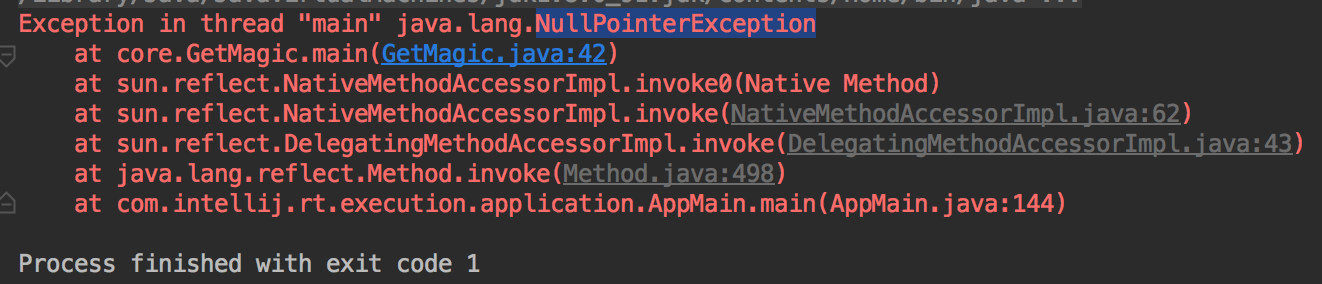 Exception in thread "main" java.lang.NullPointerException
at core.GetMagic.main(GetMagic.java:42)
at sun.reflect.NativeMethodAccessorImpl.invoke0(Native Method)
at sun.reflect.NativeMethodAccessorImpl.invoke(NativeMethodAccessorImpl.java:62)
at sun.reflect.DelegatingMethodAccessorImpl.invoke(DelegatingMethodAccessorImpl.java:43)
at java.lang.reflect.Method.invoke(Method.java:498)
at com.intellij.rt.execution.application.AppMain.main(AppMain.java:144)
Process finished with exit code 1